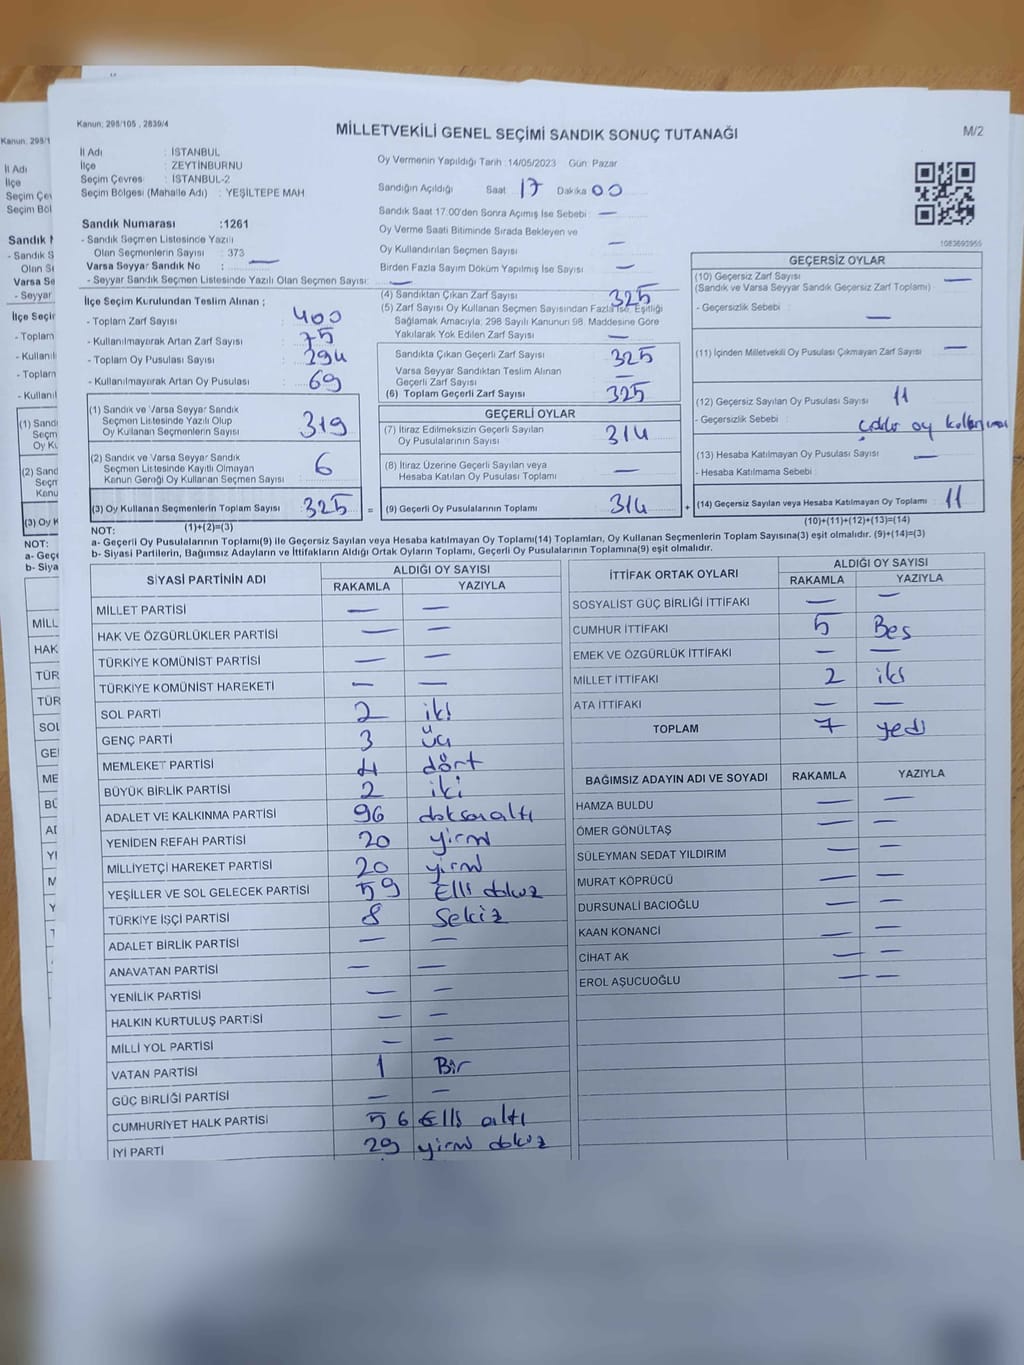 Kanun: 298/105 , 2839/4
MİLLETVEKİLİ GENEL SEÇİMİ SANDIK SONUÇ TUTANAĞI
M/2
İl Adı : İSTANBUL
İlçe : ZEYTİNBURNU
Seçim Çevresi : İSTANBUL-2
Seçim Bölgesi (Mahalle Adı) : YEŞİLTEPE MAH.
Sandık Numarası :1261
- Sandık Seçmen Listesinde Yazılı
Olan Seçmenlerin Sayısı : 373
Varsa Seyyar Sandık No : —
- Seyyar Sandık Seçmen Listesinde Yazılı Olan Seçmen Sayısı: —
Oy Vermenin Yapıldığı Tarih :14/05/2023 Gün: Pazar
Sandığın Açıldığı Saat 17 Dakika 00
Sandık Saat 17.00'den Sonra Açımış İse Sebebi : —
Oy Verme Saati Bitiminde Sırada Bekleyen ve
Oy Kullandırılan Seçmen Sayısı —
Birden Fazla Sayım Döküm Yapılmış İse Sayısı —
1083693955
İlçe Seçim Kurulundan Teslim Alınan ;
- Toplam Zarf Sayısı : 400
- Kullanılmayarak Artan Zarf Sayısı : 75
- Toplam Oy Pusulası Sayısı : 294
- Kullanılmayarak Artan Oy Pusulası : 69
(4) Sandıktan Çıkan Zarf Sayısı 325
(5) Zarf Sayısı Oy Kullanan Seçmen Sayısından Fazla İse, Eşitliği
Sağlamak Amacıyla, 298 Sayılı Kanunun 98. Maddesine Göre
Yakılarak Yok Edilen Zarf Sayısı —
Sandıkta Çıkan Geçerli Zarf Sayısı 325
Varsa Seyyar Sandıktan Teslim Alınan
Geçerli Zarf Sayısı —
(6) Toplam Geçerli Zarf Sayısı : 325
GEÇERSİZ OYLAR
(10) Geçersiz Zarf Sayısı —
(Sandık ve Varsa Seyyar Sandık Geçersiz Zarf Toplamı)
- Geçersizlik Sebebi : —
(11) İçinden Milletvekili Oy Pusulası Çıkmayan Zarf Sayısı —
(12) Geçersiz Sayılan Oy Pusulası Sayısı 11
- Geçersizlik Sebebi : oy
(13) Hesaba Katılmayan Oy Pusulası Sayısı —
- Hesaba Katılmama Sebebi
(14) Geçersiz Sayılan veya Hesaba Katılmayan Oy Toplamı 11
(10)+(11)+(12)+(13)=(14)
(1) Sandık ve Varsa Seyyar Sandık
Seçmen Listesinde Yazılı Olup
Oy Kullanan Seçmenlerin Sayısı 319
(2) Sandık ve Varsa Seyyar Sandık
Seçmen Listesinde Kayıtlı Olmayan
Kanun Gereği Oy Kullanan Seçmen Sayısı 6
(3) Oy Kullanan Seçmenlerin Toplam Sayısı 325 =
(1)+(2)=(3)
GEÇERLİ OYLAR
(7) İtiraz Edilmeksizin Geçerli Sayılan
Oy Pusulalarının Sayısı 314
(8) İtiraz Üzerine Geçerli Sayılan veya
Hesaba Katılan Oy Pusulası Toplamı —
(9) Geçerli Oy Pusulalarının Toplamı 314 +
NOT:
a- Geçerli Oy Pusulalarının Toplamı(9) ile Geçersiz Sayılan veya Hesaba katılmayan Oy Toplamı(14) Toplamları, Oy Kullanan Seçmenlerin Toplam Sayısına(3) eşit olmalıdır. (9)+(14)=(3)
b- Siyasi Partilerin, Bağımsız Adayların ve İttifakların Aldığı Ortak Oyların Toplamı, Geçerli Oy Pusulalarının Toplamına(9) eşit olmalıdır.
SİYASİ PARTİNİN ADI ALDIĞI OY SAYISI
RAKAMLA YAZIYLA
MİLLET PARTİSİ — —
HAK VE ÖZGÜRLÜKLER PARTİSİ — —
TÜRKİYE KOMÜNİST PARTİSİ — —
TÜRKİYE KOMÜNİST HAREKETİ — —
SOL PARTİ 2 iki
GENÇ PARTİ 3 üç
MEMLEKET PARTİSİ 4 dört
BÜYÜK BİRLİK PARTİSİ 2 iki
ADALET VE KALKINMA PARTİSİ 96 doksanaltı
YENİDEN REFAH PARTİSİ 20 yirmi
MİLLİYETÇİ HAREKET PARTİSİ 20 yirmi
YEŞİLLER VE SOL GELECEK PARTİSİ 59 Elli dokuz
TÜRKİYE İŞÇİ PARTİSİ 8 Sekiz
ADALET BİRLİK PARTİSİ — —
ANAVATAN PARTİSİ — —
YENİLİK PARTİSİ — —
HALKIN KURTULUŞ PARTİSİ — —
MİLLİ YOL PARTİSİ — —
VATAN PARTİSİ 1 Bir
GÜÇ BİRLİĞİ PARTİSİ — —
CUMHURİYET HALK PARTİSİ 56 Elli altı
İYİ PARTİ 29 yirmi dokuz
İTTİFAK ORTAK OYLARI ALDIĞI OY SAYISI
RAKAMLA YAZIYLA
SOSYALİST GÜÇ BİRLİĞİ İTTİFAKI — —
CUMHUR İTTİFAKI 5 Beş
EMEK VE ÖZGÜRLÜK İTTİFAKI — —
MİLLET İTTİFAKI 2 iki
ATA İTTİFAKI — —
TOPLAM 7 yedi
BAĞIMSIZ ADAYIN ADI VE SOYADI RAKAMLA YAZIYLA
HAMZA BULDU — —
ÖMER GÖNÜLTAŞ — —
SÜLEYMAN SEDAT YILDIRIM — —
MURAT KÖPRÜCÜ — —
DURSUNALİ BACIOĞLU — —
KAAN KONANCİ — —
CİHAT AK — —
EROL AŞUCUOĞLU — —